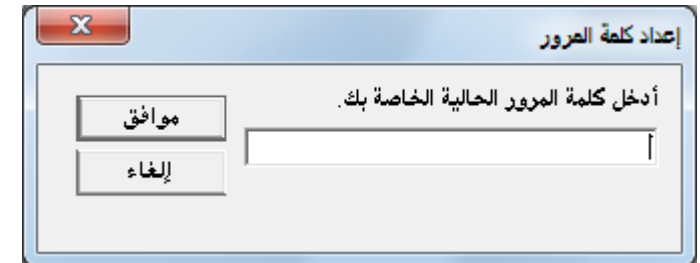 إعداد كلمة المرور
أدخل كلمة المرور الحالية الخاصة بك.
موافق
إلغاء